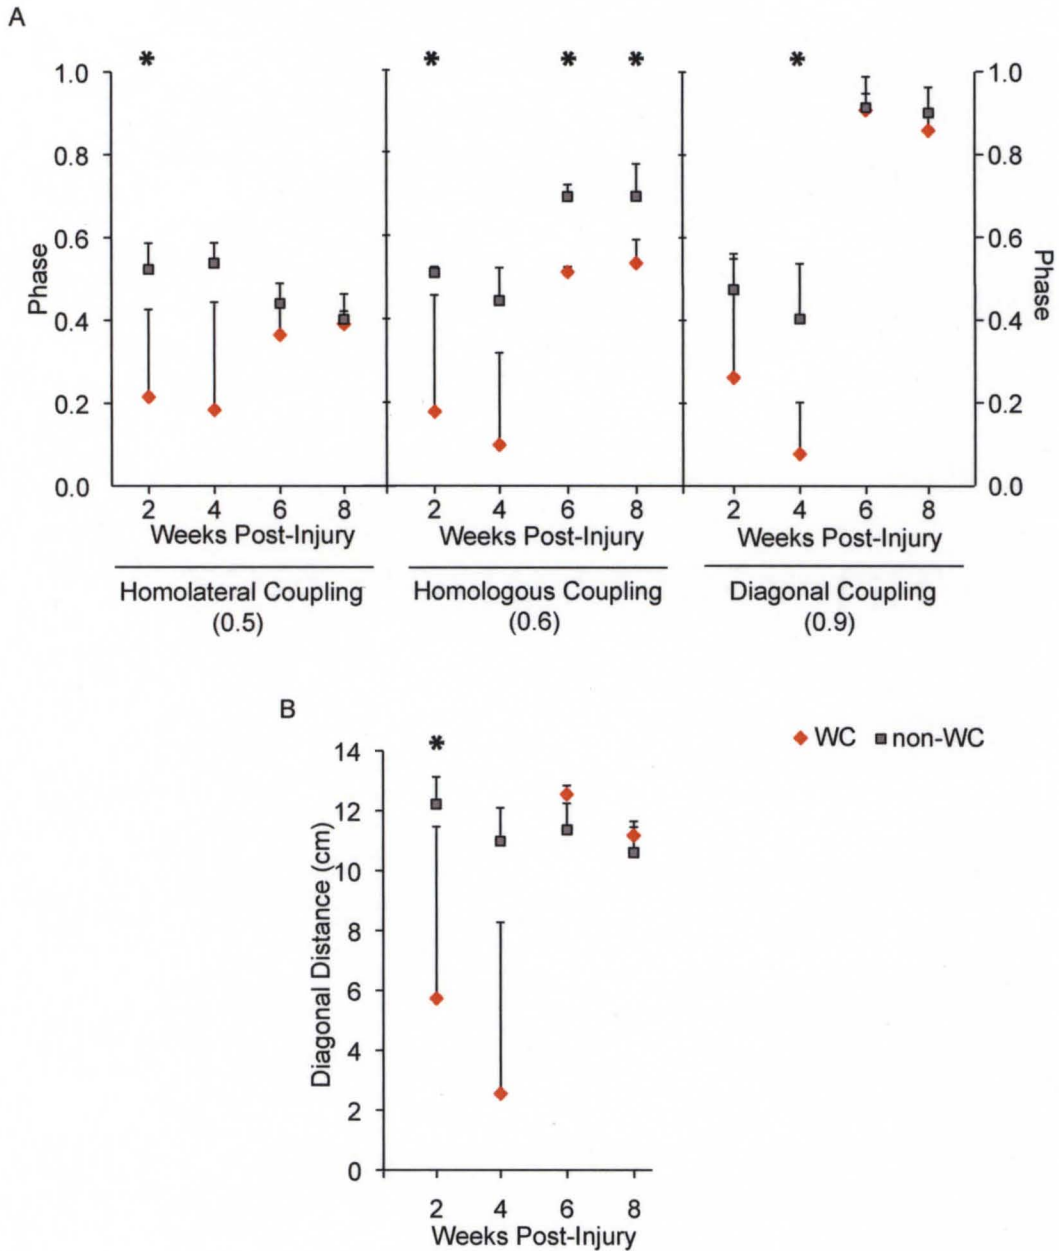 A
* * * * *
1.0 1.0
0.8 0.8
0.6 0.6
0.4 0.4
0.2 0.2
0.0 0.0
Phase
Phase
2 4 6 8 2 4 6 8 2 4 6 8
Weeks Post-Injury Weeks Post-Injury Weeks Post-Injury
Homolateral Coupling Homologous Coupling Diagonal Coupling
(0.5) (0.6) (0.9)
B
WC non-WC
*
14
12
10
8
6
4
2
0
Diagonal Distance (cm)
2 4 6 8
Weeks Post-Injury